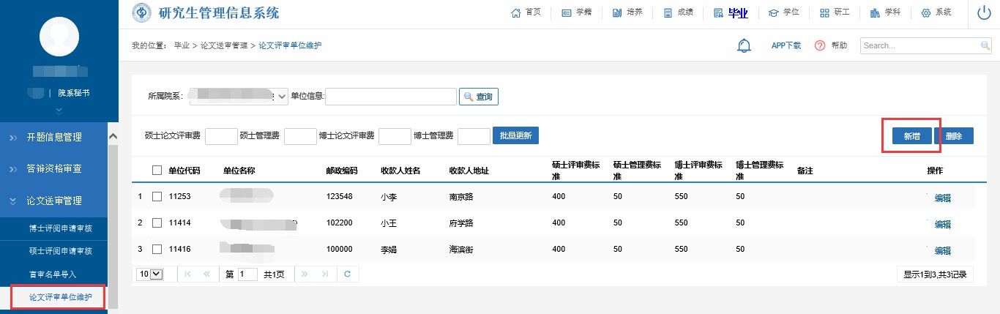 研究生管理信息系统
首页 学籍 培养 成绩 毕业 学位 研工 学科 系统
我的位置： 毕业 > 论文送审管理 > 论文评审单位维护
APP下载 帮助 Search...
| 院系秘书
开题信息管理
答辩资格审查
论文送审管理
博士评阅申请审核
硕士评阅申请审核
盲审名单导入
论文评审单位维护
所属院系： 单位信息: 查询
硕士论文评审费 硕士管理费 博士论文评审费 博士管理费 批量更新 新增 删除
单位代码 单位名称 邮政编码 收款人姓名 收款人地址 硕士评审费标准 硕士管理费标准 博士评审费标准 博士管理费标准 备注 操作
1 11253 123548 小李 南京路 400 50 550 50 编辑
2 11414 102200 小王 府学路 400 50 550 50 编辑
3 11416 100000 李娟 海滨街 400 50 550 50 编辑
10 第 1 共1页 显示1到3,共3记录